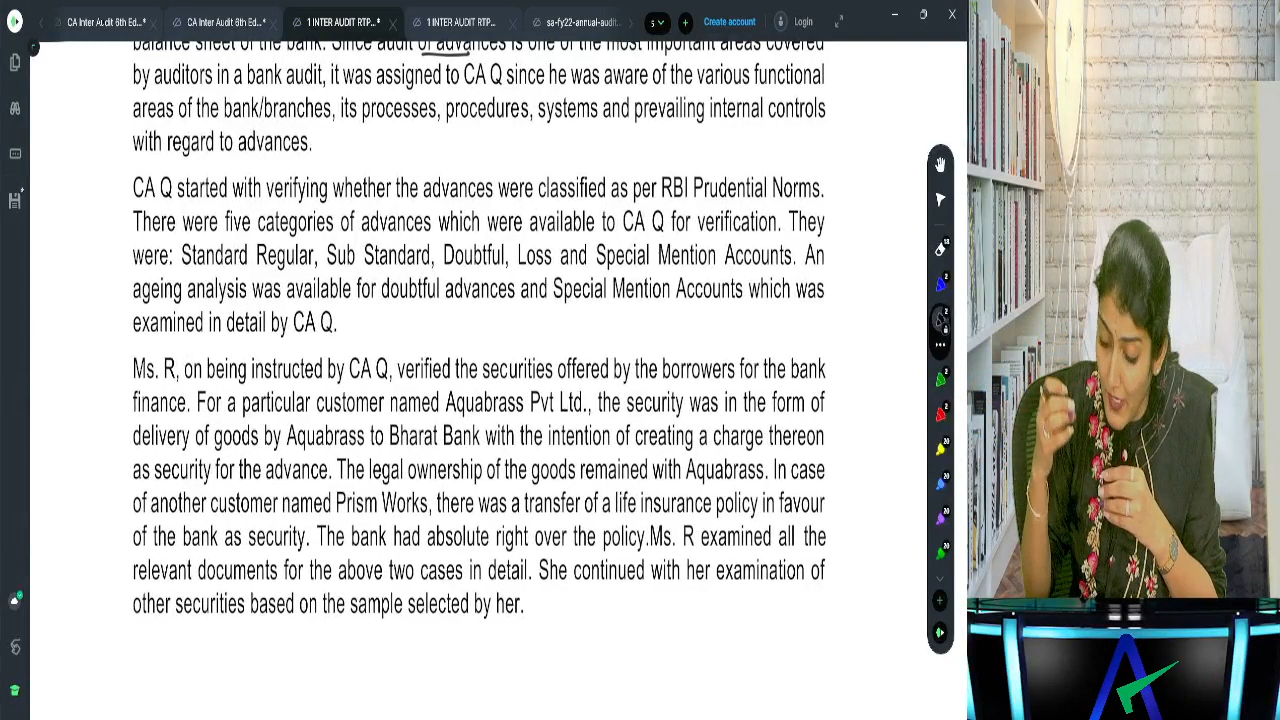 CA Inter Audit 6th Ed...*
CA Inter Audit 6th Ed...*
1 INTER AUDIT RTP...*
1 INTER AUDIT RTP...
sa-fy22-annual-audit.
Create account
Login
balance sheet of the bank. Since audit of advances is one of the most important areas covered
by auditors in a bank audit, it was assigned to CA Q since he was aware of the various functional
areas of the bank/branches, its processes, procedures, systems and prevailing internal controls
with regard to advances.
CA Q started with verifying whether the advances were classified as per RBI Prudential Norms.
There were five categories of advances which were available to CA Q for verification. They
were: Standard Regular, Sub Standard, Doubtful, Loss and Special Mention Accounts. An
ageing analysis was available for doubtful advances and Special Mention Accounts which was
examined in detail by CA Q.
Ms. R, on being instructed by CA Q, verified the securities offered by the borrowers for the bank
finance. For a particular customer named Aquabrass Pvt Ltd., the security was in the form of
delivery of goods by Aquabrass to Bharat Bank with the intention of creating a charge thereon
as security for the advance. The legal ownership of the goods remained with Aquabrass. In case
of another customer named Prism Works, there was a transfer of a life insurance policy in favour
of the bank as security. The bank had absolute right over the policy.Ms. R examined all the
relevant documents for the above two cases in detail. She continued with her examination of
other securities based on the sample selected by her.